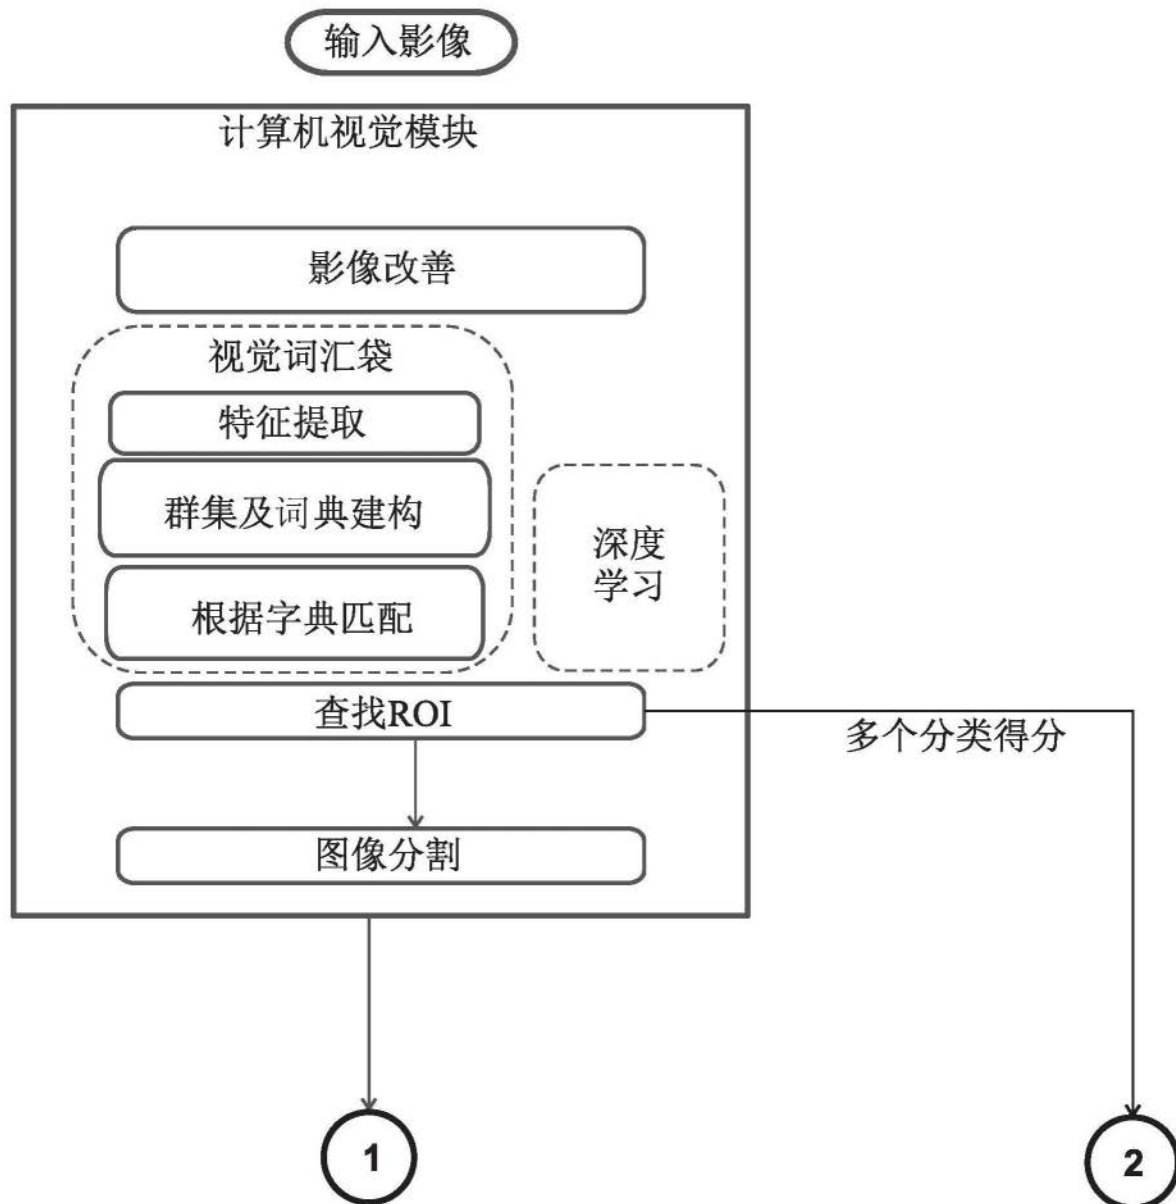 输入影像
计算机视觉模块
影像改善
视觉词汇袋
特征提取
群集及词典建构
根据字典匹配
深度
学习
查找ROI
多个分类得分
图像分割
1
2